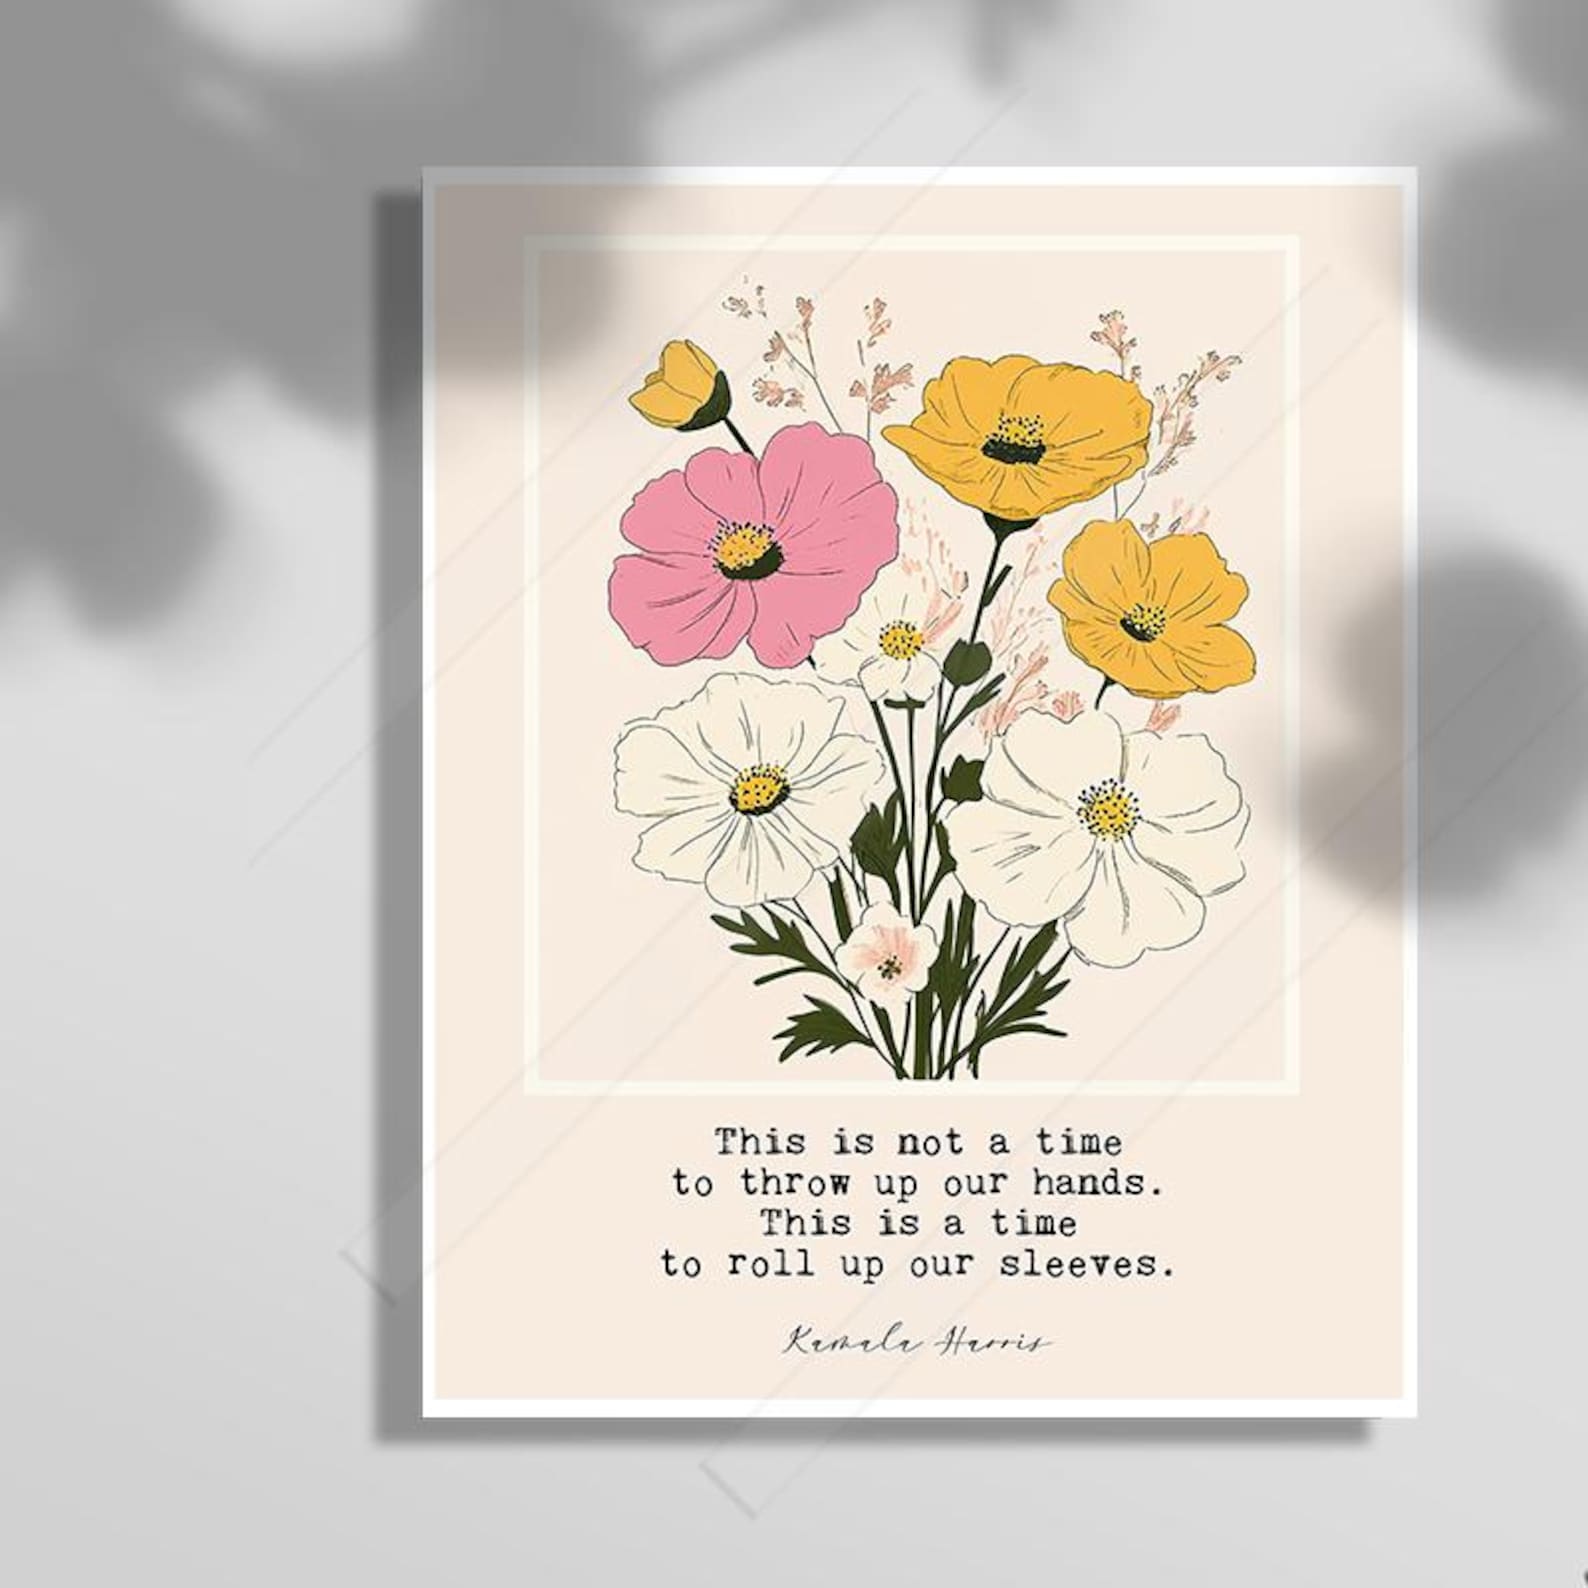 This is not a time
to throw up our hands.
This is a time
to roll up our sleeves.
Kamala Harris